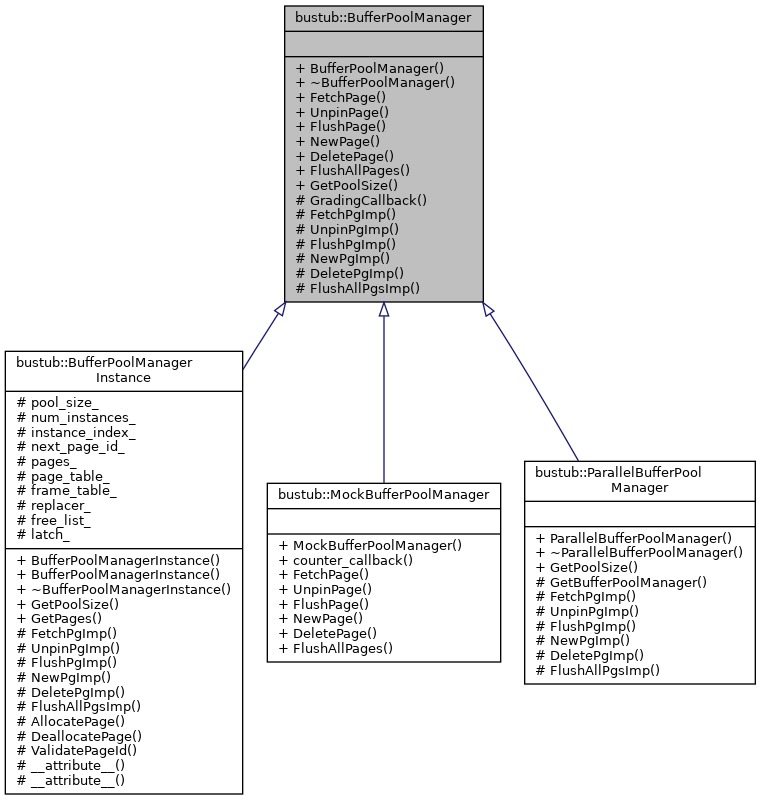 bustub::BufferPoolManager
+ BufferPoolManager()
+ ~BufferPoolManager()
+ FetchPage()
+ UnpinPage()
+ FlushPage()
+ NewPage()
+ DeletePage()
+ FlushAllPages()
+ GetPoolSize()
# GradingCallback()
# FetchPgImp()
# UnpinPgImp()
# FlushPgImp()
# NewPgImp()
# DeletePgImp()
# FlushAllPgsImp()
bustub::BufferPoolManager
Instance
# pool_size_
# num_instances_
# instance_index_
# next_page_id_
# pages_
# page_table_
# frame_table_
# replacer_
# free_list_
# latch_
+ BufferPoolManagerInstance()
+ BufferPoolManagerInstance()
+ ~BufferPoolManagerInstance()
+ GetPoolSize()
+ GetPages()
# FetchPgImp()
# UnpinPgImp()
# FlushPgImp()
# NewPgImp()
# DeletePgImp()
# FlushAllPgsImp()
# AllocatePage()
# DeallocatePage()
# ValidatePageId()
# __attribute__()
# __attribute__()
bustub::MockBufferPoolManager
+ MockBufferPoolManager()
+ counter_callback()
+ FetchPage()
+ UnpinPage()
+ FlushPage()
+ NewPage()
+ DeletePage()
+ FlushAllPages()
bustub::ParallelBufferPool
Manager
+ ParallelBufferPoolManager()
+ ~ParallelBufferPoolManager()
+ GetPoolSize()
# GetBufferPoolManager()
# FetchPgImp()
# UnpinPgImp()
# FlushPgImp()
# NewPgImp()
# DeletePgImp()
# FlushAllPgsImp()